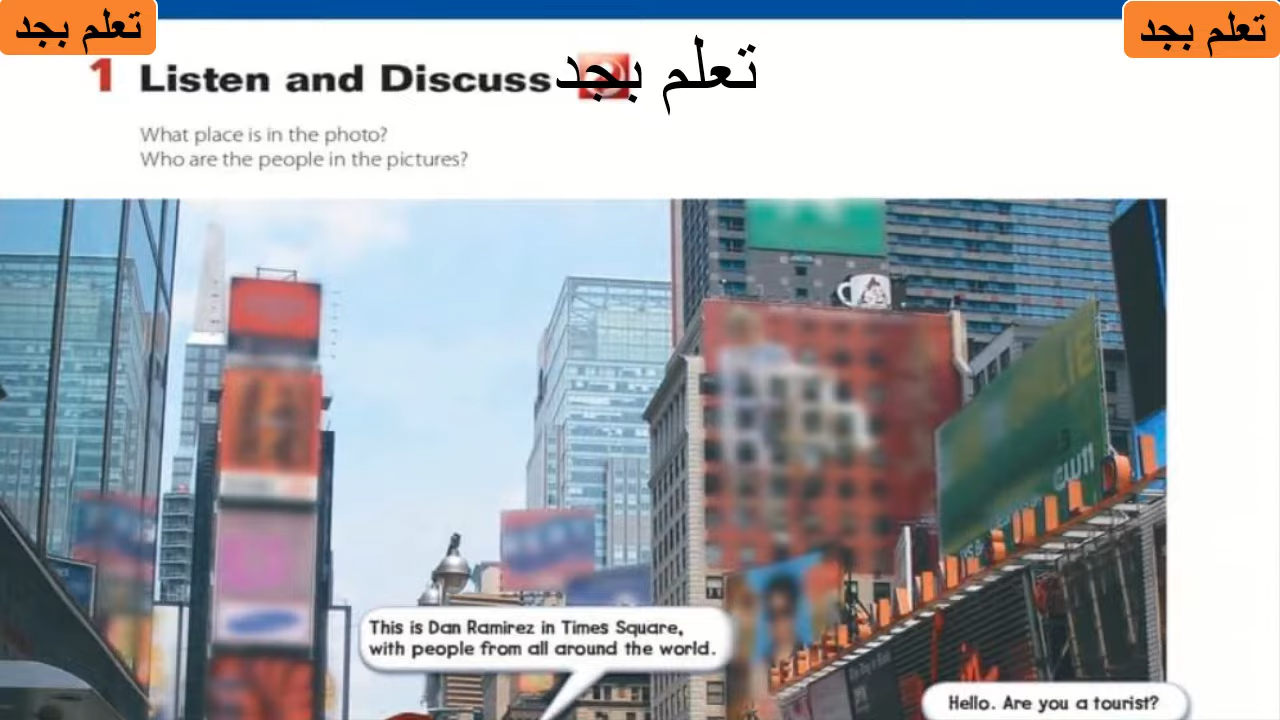 تعلم بجد
تعلم بجد
1 Listen and Discuss
تعلم بجد
What place is in the photo?
Who are the people in the pictures?
CW11
This is Dan Ramirez in Times Square,
with people from all around the world.
Hello. Are you a tourist?